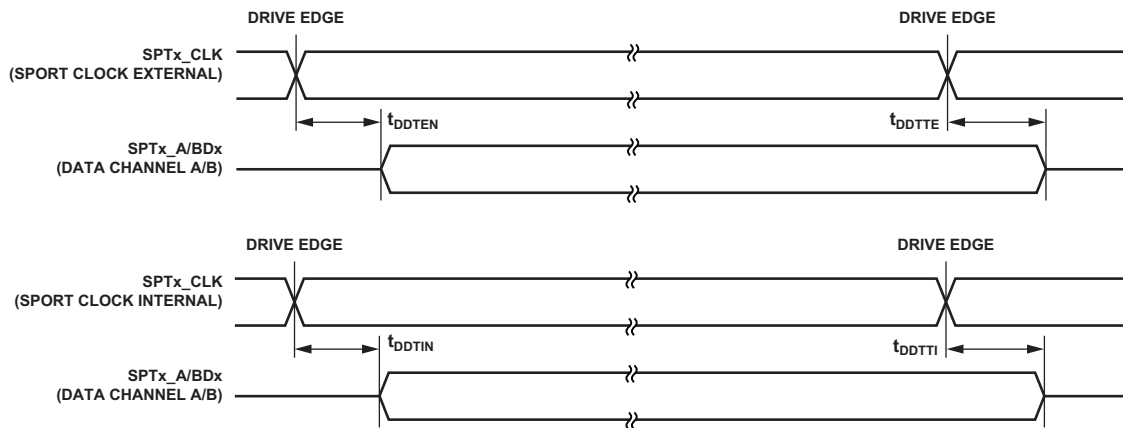 DRIVE EDGE DRIVE EDGE
SPTx_CLK
(SPORT CLOCK EXTERNAL)
tDDTEN tDDTTE
SPTx_A/BDx
(DATA CHANNEL A/B)
DRIVE EDGE DRIVE EDGE
SPTx_CLK
(SPORT CLOCK INTERNAL)
tDDTIN tDDTTI
SPTx_A/BDx
(DATA CHANNEL A/B)